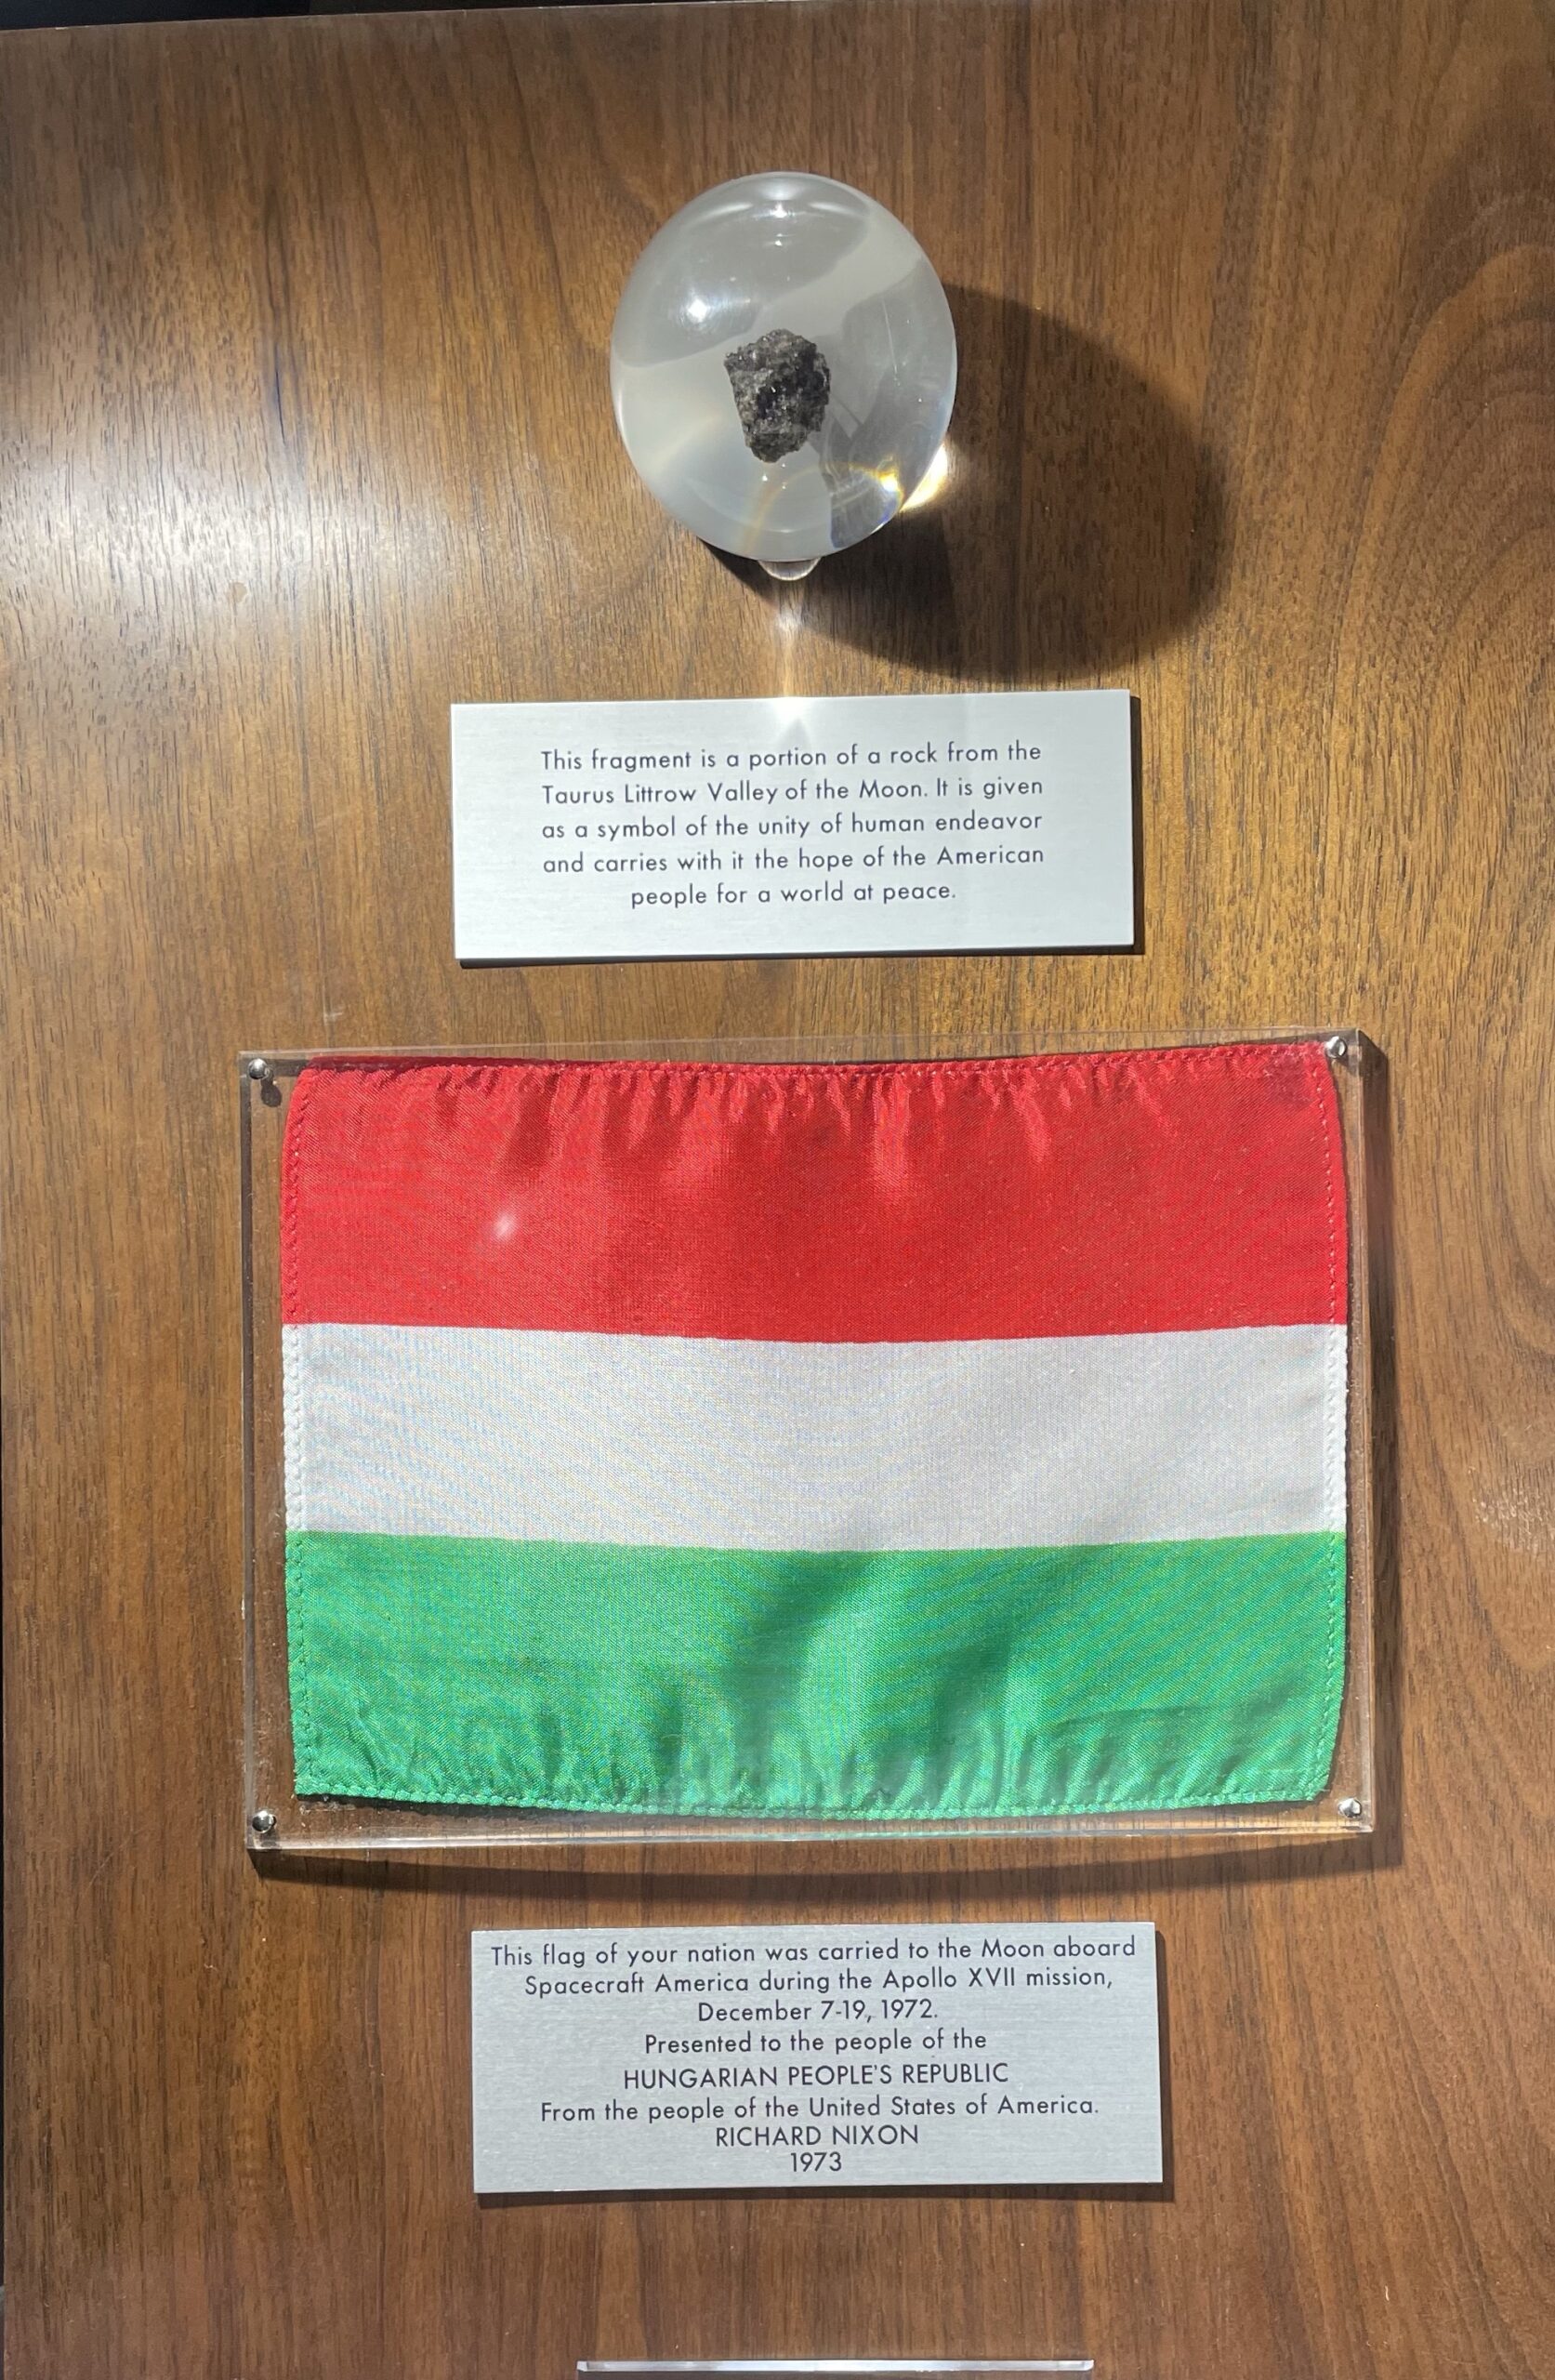 This fragment is a portion of a rock from the
Taurus Littrow Valley of the Moon. It is given
as a symbol of the unity of human endeavor
and carries with it the hope of the American
people for a world at peace.
This flag of your nation was carried to the Moon aboard
Spacecraft America during the Apollo XVII mission,
December 7-19, 1972.
Presented to the people of the
HUNGARIAN PEOPLE'S REPUBLIC
From the people of the United States of America.
RICHARD NIXON
1973